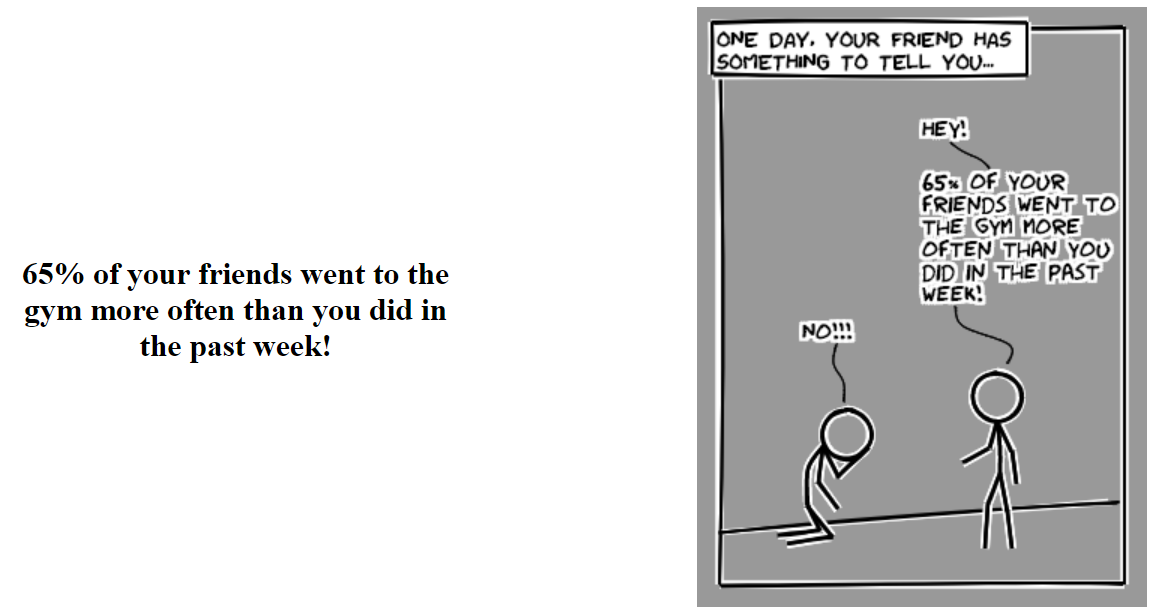 65% of your friends went to the
gym more often than you did in
the past week!
ONE DAY, YOUR FRIEND HAS
SOMETHING TO TELL YOU...
HEY!
65% OF YOUR
FRIENDS WENT TO
THE GYM MORE
OFTEN THAN YOU
DID IN THE PAST
WEEK!
NO!!!